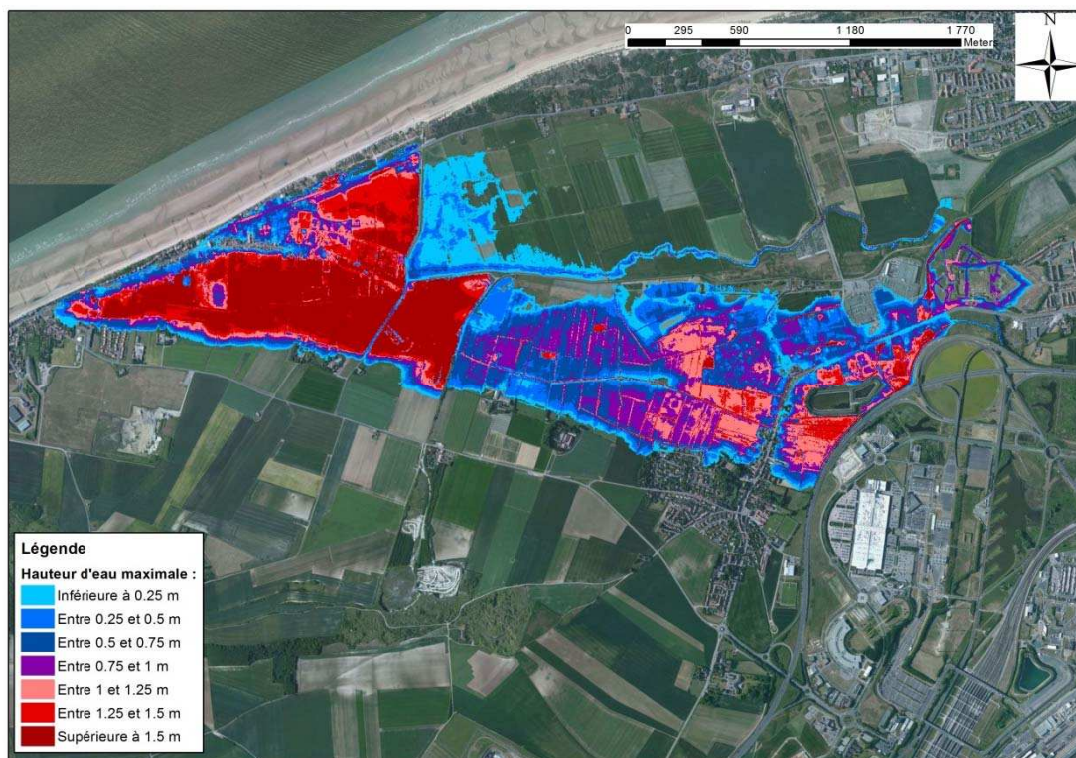 N
0 295 590 1 180 1 770
Meters
Légende
Hauteur d'eau maximale :
Inférieure à 0.25 m
Entre 0.25 et 0.5 m
Entre 0.5 et 0.75 m
Entre 0.75 et 1 m
Entre 1 et 1.25 m
Entre 1.25 et 1.5 m
Supérieure à 1.5 m